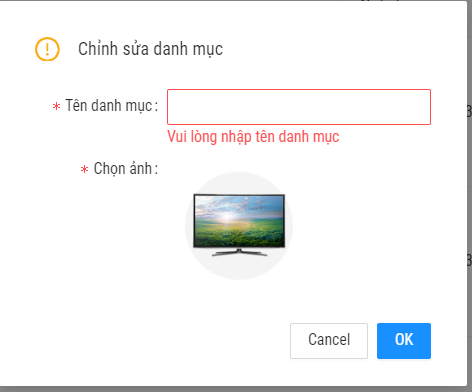 Chỉnh sửa danh mục
* Tên danh mục :
Vui lòng nhập tên danh mục
* Chọn ảnh :
Cancel OK